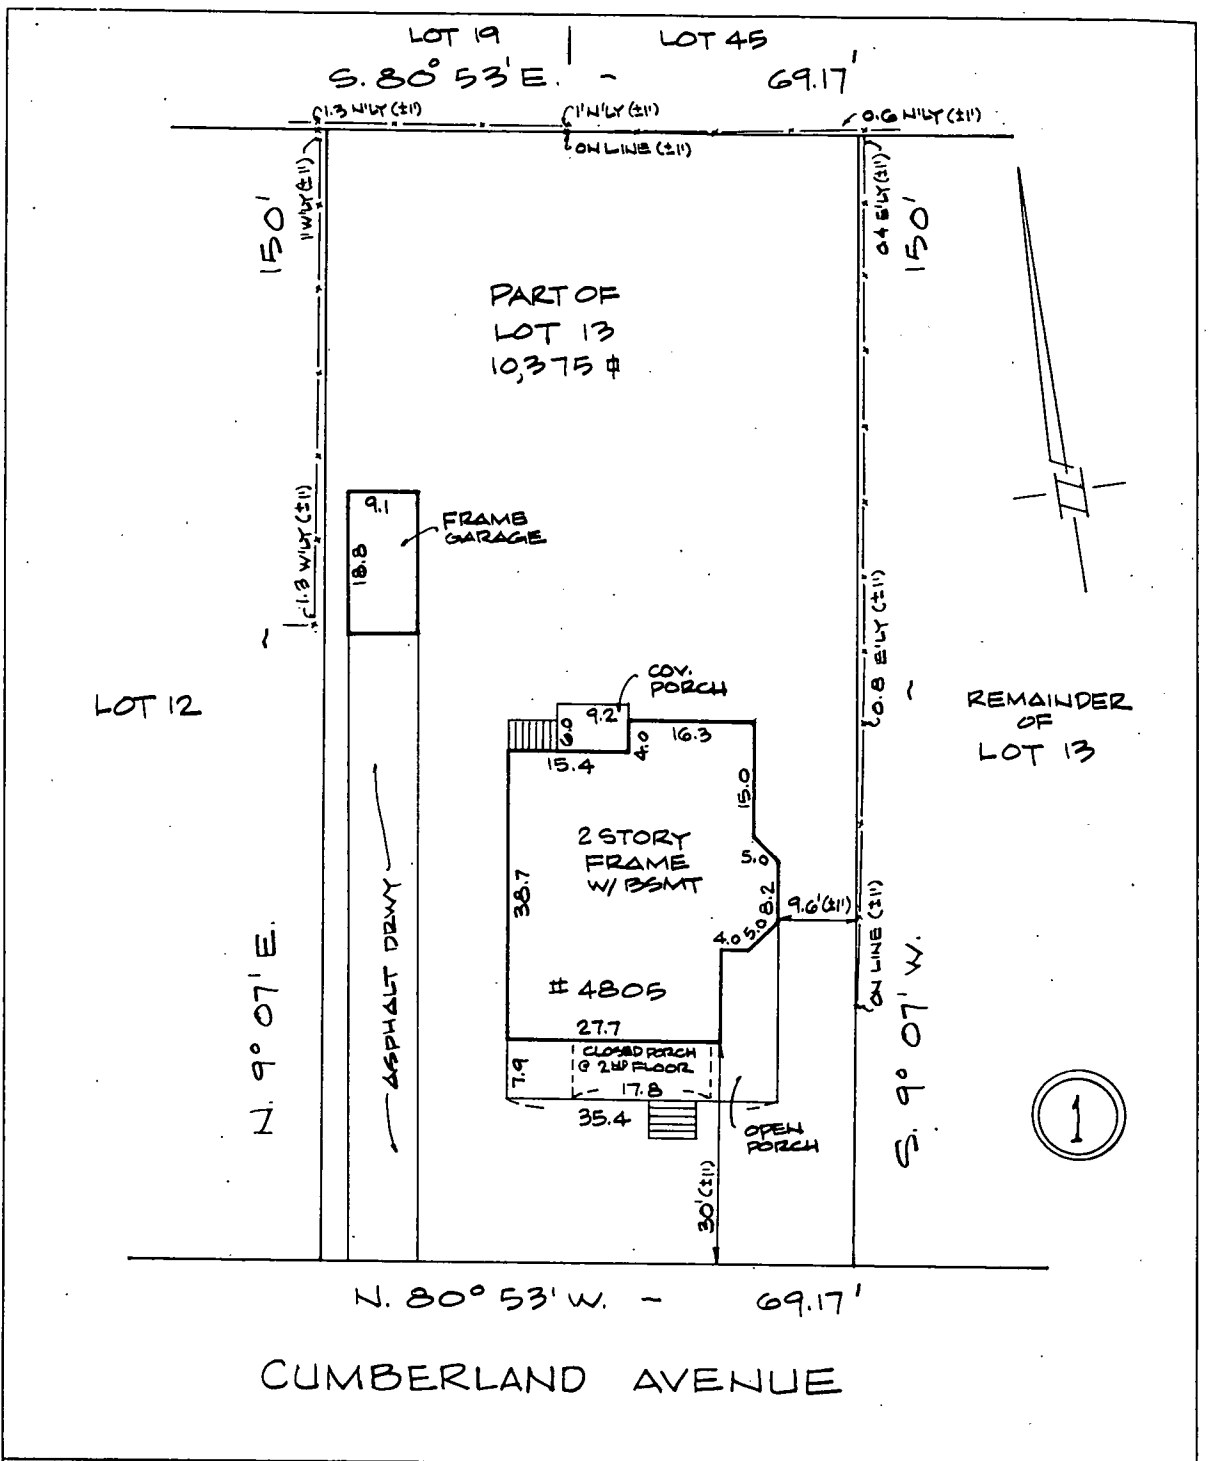 LOT 19 LOT 45
S. 80° 53' E. - 69.17'
1.3 N'LY (±1') 1' N'LY (±1') 0.6 N'LY (±1')
ON LINE (±1')
1' W'LY (±1')
0.4 E'LY (±1')
150'
150'
PART OF
LOT 13
10,375 ⌗
9.1
18.8
FRAME
GARAGE
1.3 W'LY (±1')
0.8 E'LY (±1')
LOT 12
REMAINDER
OF
LOT 13
COV.
PORCH
9.2
6.0
4.0
16.3
15.4
15.0
2 STORY
FRAME
W/ BSMT
5.0
8.2
9.6' (±1')
5.0
4.0
38.7
ON LINE (±1')
# 4805
27.7
CLOSED PORCH
@ 2ND FLOOR
17.8
7.9
35.4
OPEN
PORCH
30' (±1')
ASPHALT DRWY
N. 9° 07' E.
S. 9° 07' W.
1
N. 80° 53' W. - 69.17'
CUMBERLAND AVENUE